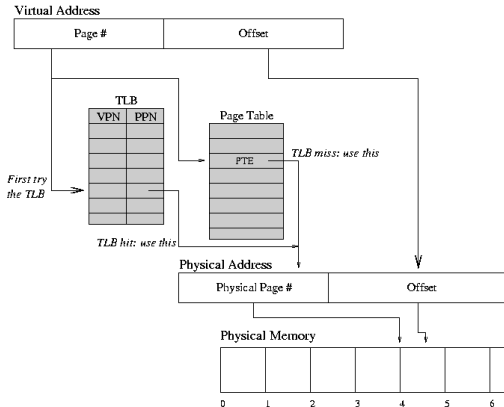 Virtual Address
Page #
Offset
TLB
VPN PPN
Page Table
PTE
TLB miss: use this
First try
the TLB
TLB hit: use this
Physical Address
Physical Page #
Offset
Physical Memory
0 1 2 3 4 5 6